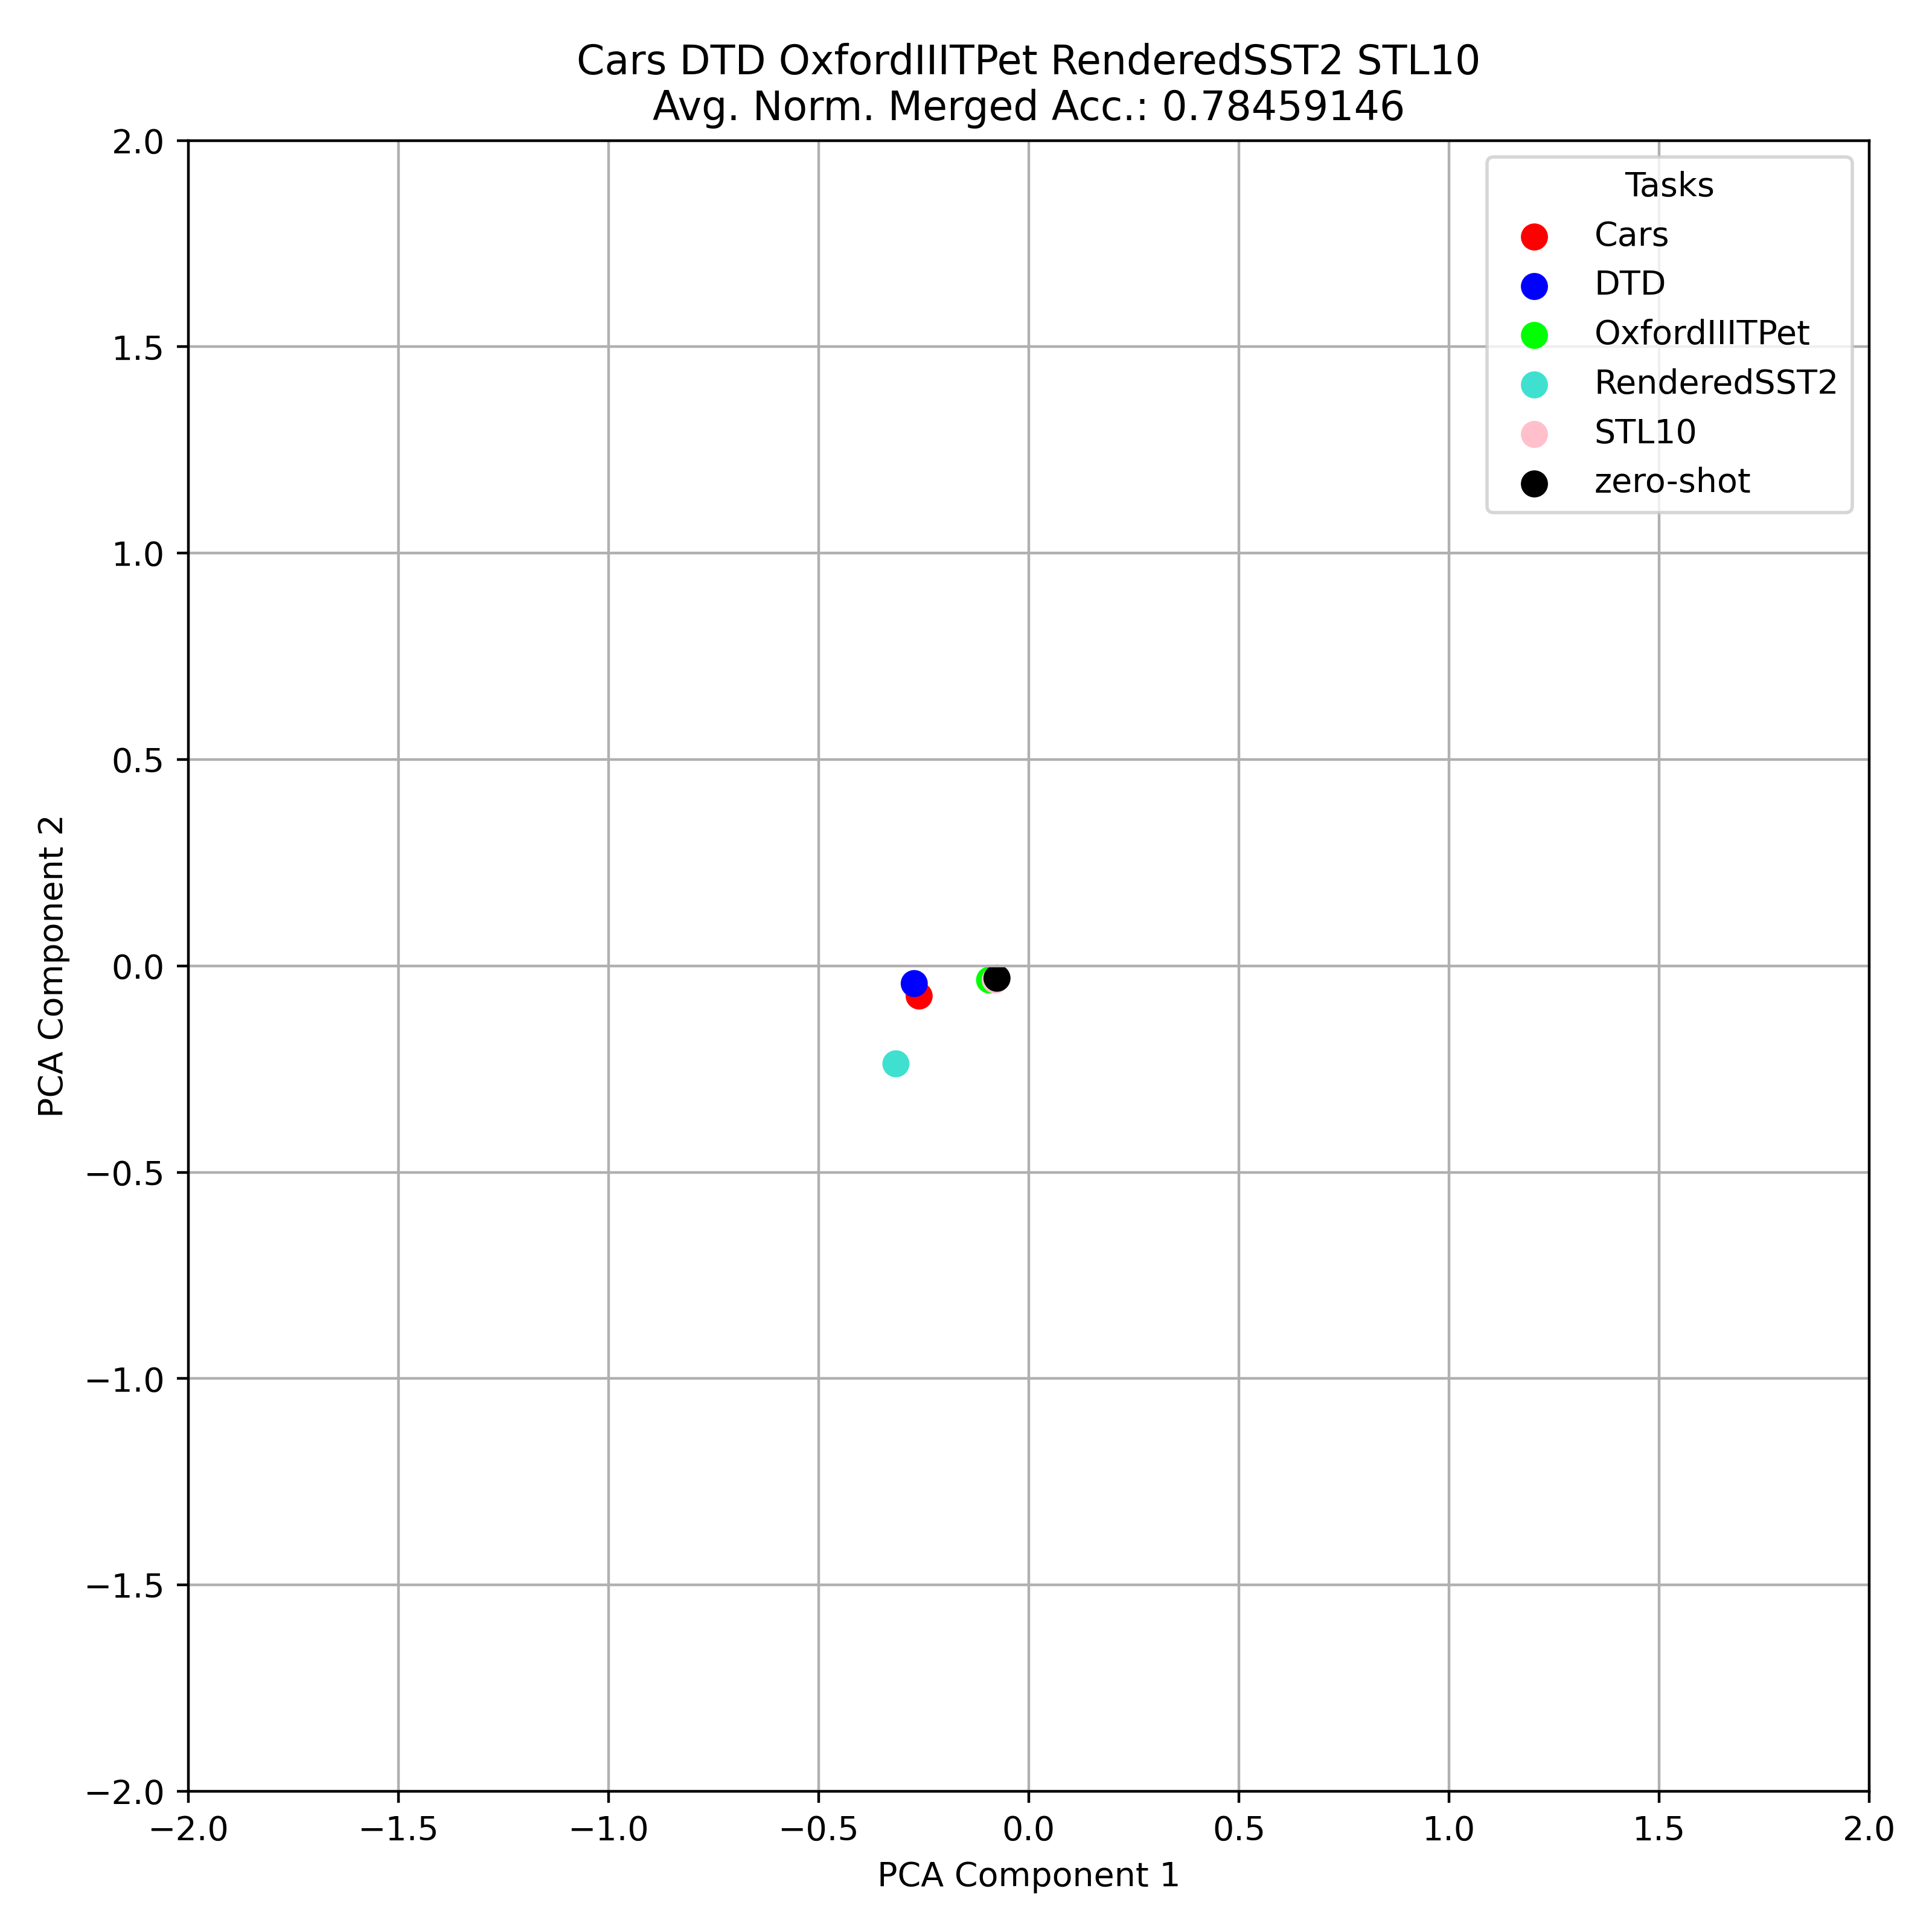 Cars DTD OxfordIIITPet RenderedSST2 STL10
Avg. Norm. Merged Acc.: 0.78459146
Tasks
Cars
DTD
OxfordIIITPet
RenderedSST2
STL10
zero-shot
2.0
1.5
1.0
0.5
0.0
−0.5
−1.0
−1.5
−2.0
PCA Component 2
−2.0 −1.5 −1.0 −0.5 0.0 0.5 1.0 1.5 2.0
PCA Component 1